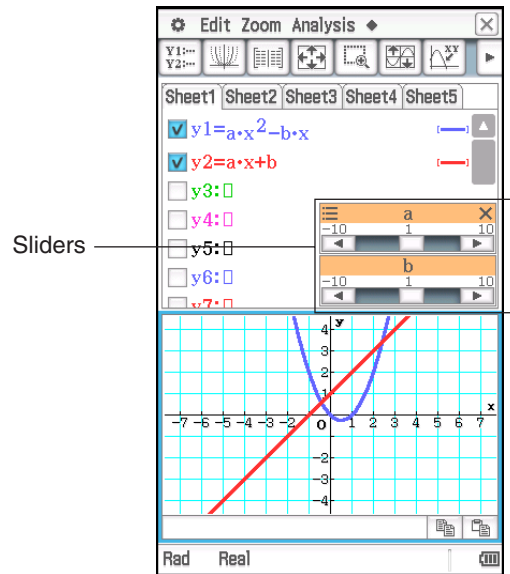 Edit Zoom Analysis ◆
Y1:--- Y2:--- XY
Sheet1 Sheet2 Sheet3 Sheet4 Sheet5
y1=a·x²-b·x
y2=a·x+b
y3:▯
y4:▯
y5:▯
y6:▯
y7:▯
Sliders
a
-10 1 10
b
-10 1 10
y
4
3
2
1
x
-7 -6 -5 -4 -3 -2 0 1 2 3 4 5 6 7
-2
-3
-4
Rad Real